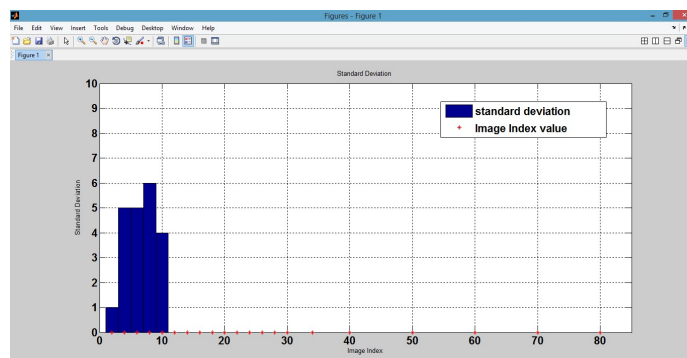 Figures - Figure 1
File Edit View Insert Tools Debug Desktop Window Help
Figure 1
Standard Deviation
10
9
8
7
6
5
4
3
2
1
0
Standard Deviation
standard deviation
Image Index value
0 10 20 30 40 50 60 70 80
Image Index